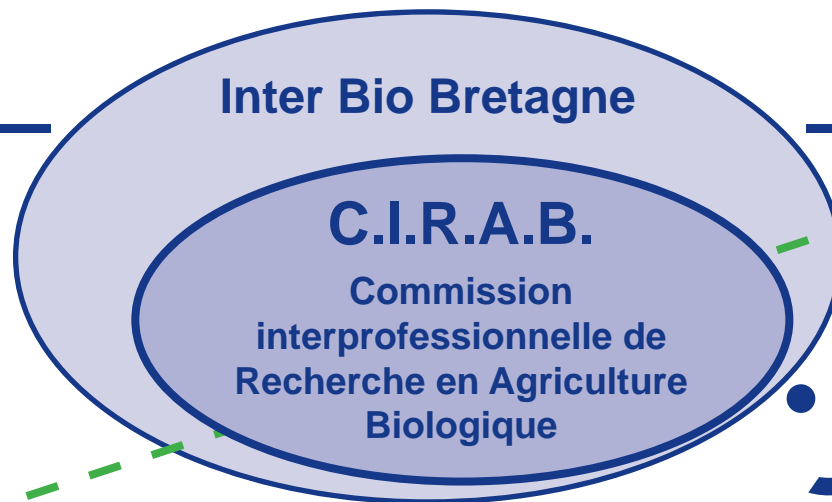 Inter Bio Bretagne
C.I.R.A.B.
Commission
interprofessionnelle de
Recherche en Agriculture
Biologique